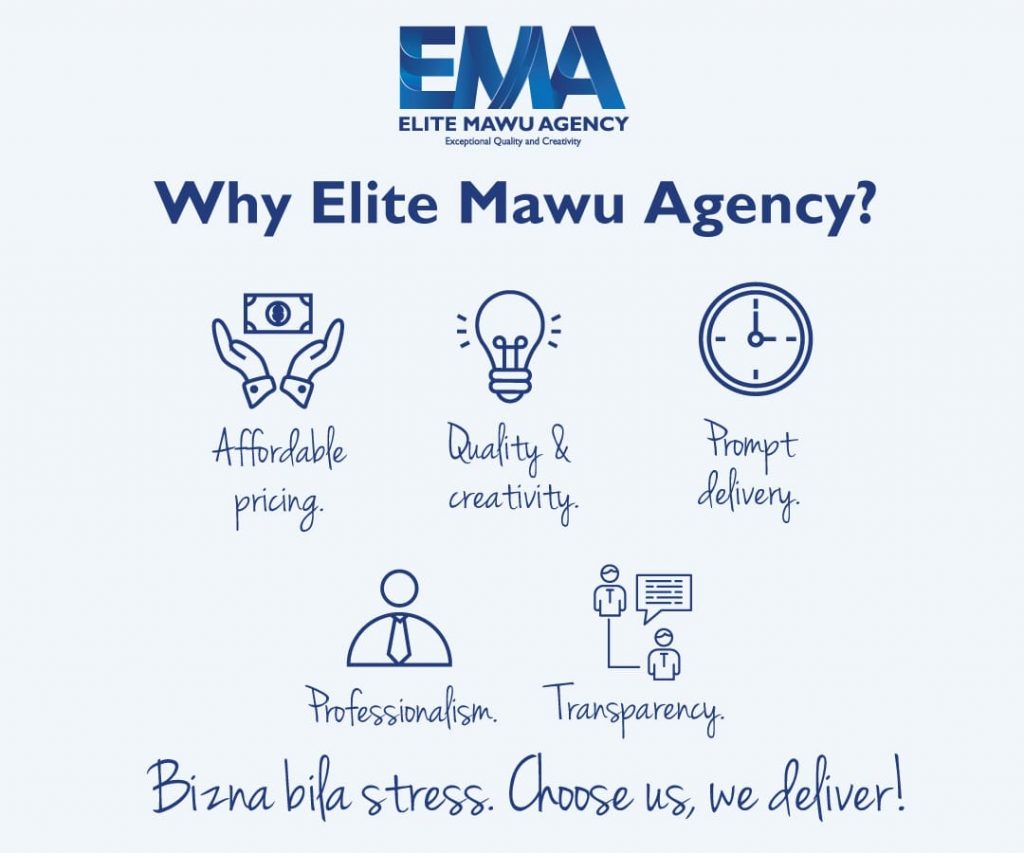 EMA
ELITE MAWU AGENCY
Exceptional Quality and Creativity
Why Elite Mawu Agency?
Affordable
pricing.
Quality &
creativity.
Prompt
delivery.
Professionalism.
Transparency.
Bizna bila stress. Choose us, we deliver!